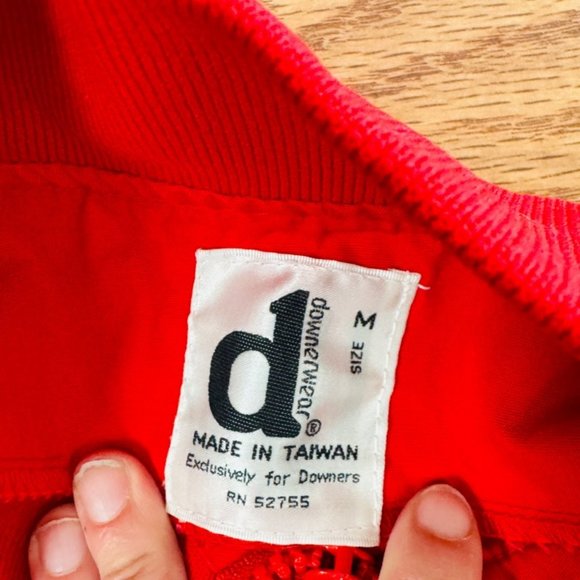 d
downerwear®
SIZE M
MADE IN TAIWAN
Exclusively for Downers
RN 52755